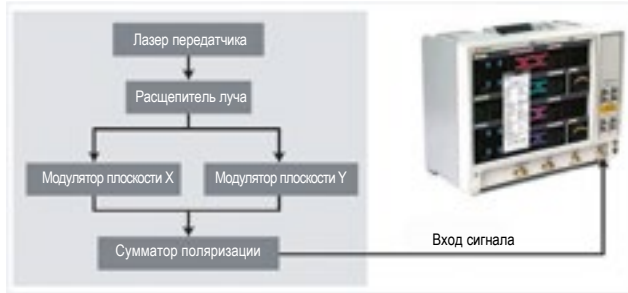 Лазер передатчика
Расщепитель луча
Модулятор плоскости X
Модулятор плоскости Y
Сумматор поляризации
Вход сигнала